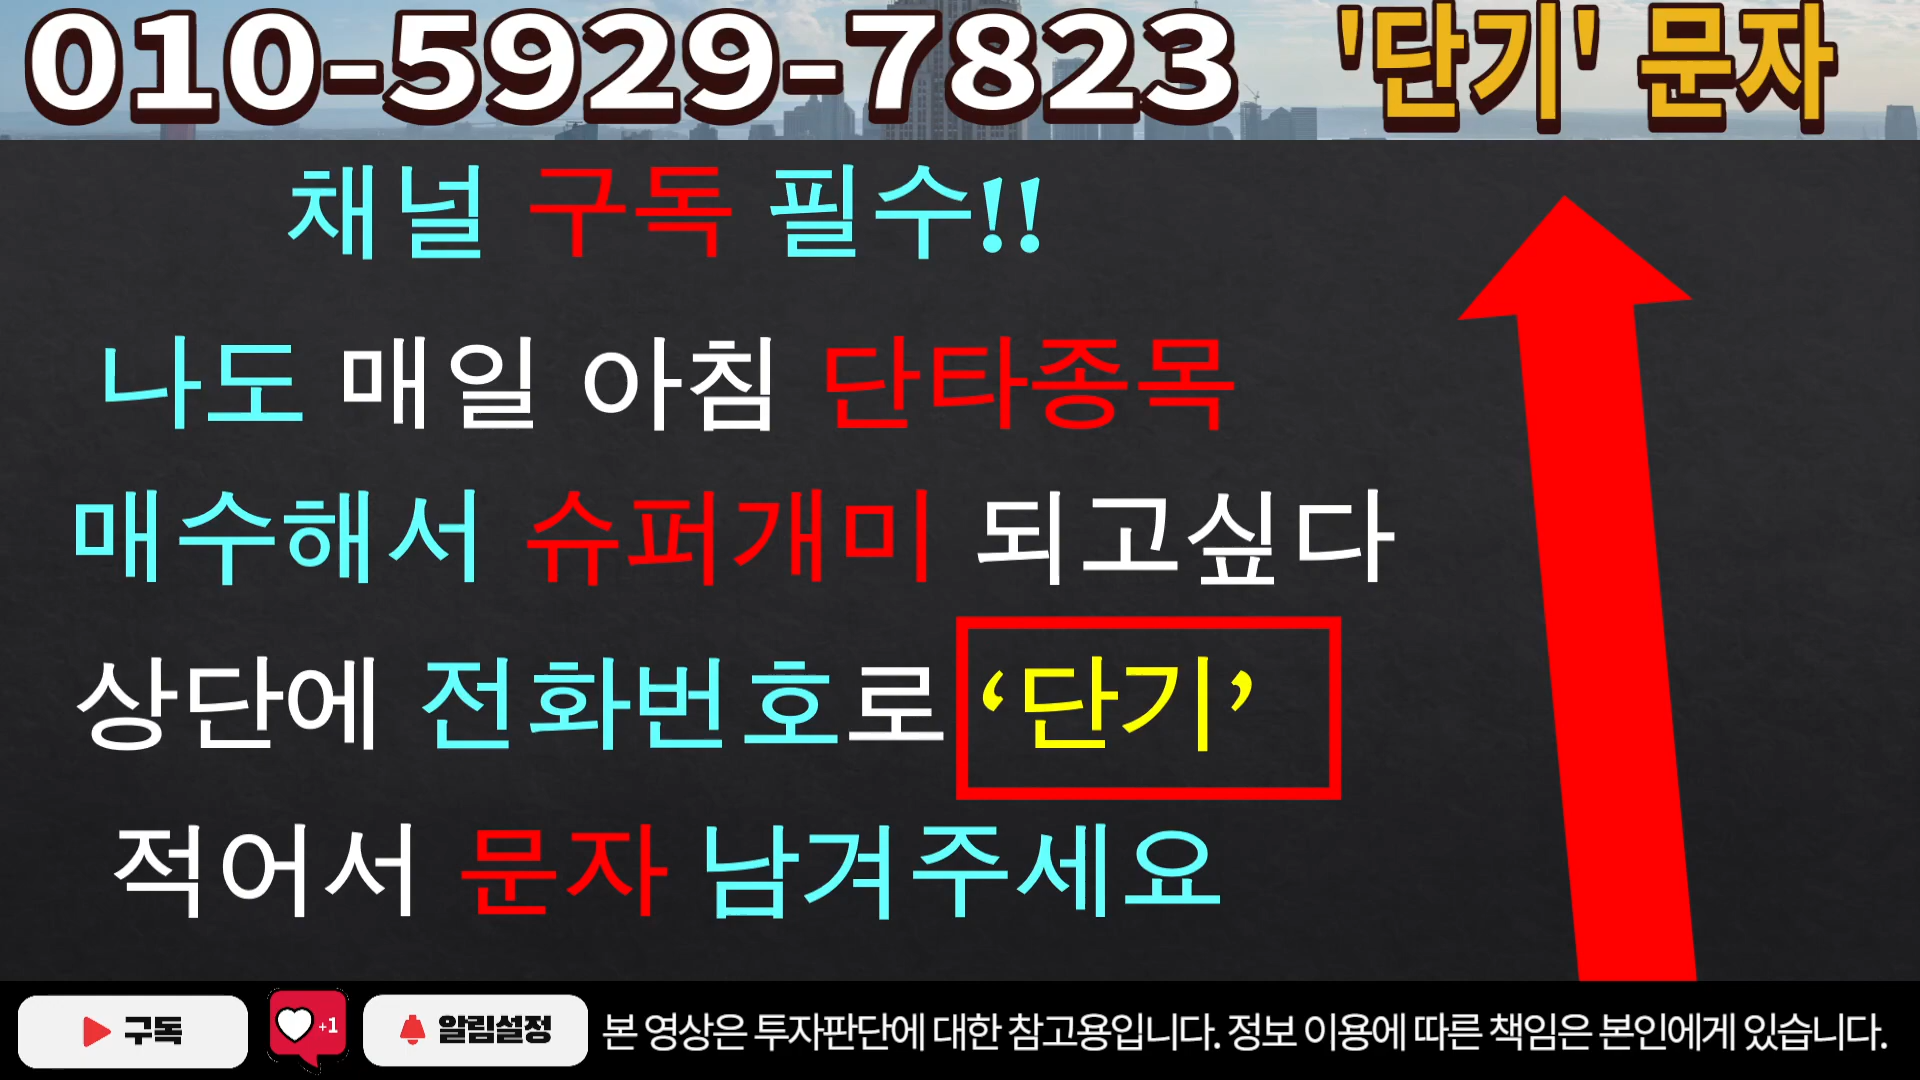 010-5929-7823 '단기' 문자
채널 구독 필수!!
나도 매일 아침 단타종목
매수해서 슈퍼개미 되고싶다
상단에 전화번호로 ‘단기’
적어서 문자 남겨주세요
구독 +1 알림설정 본 영상은 투자판단에 대한 참고용입니다. 정보 이용에 따른 책임은 본인에게 있습니다.